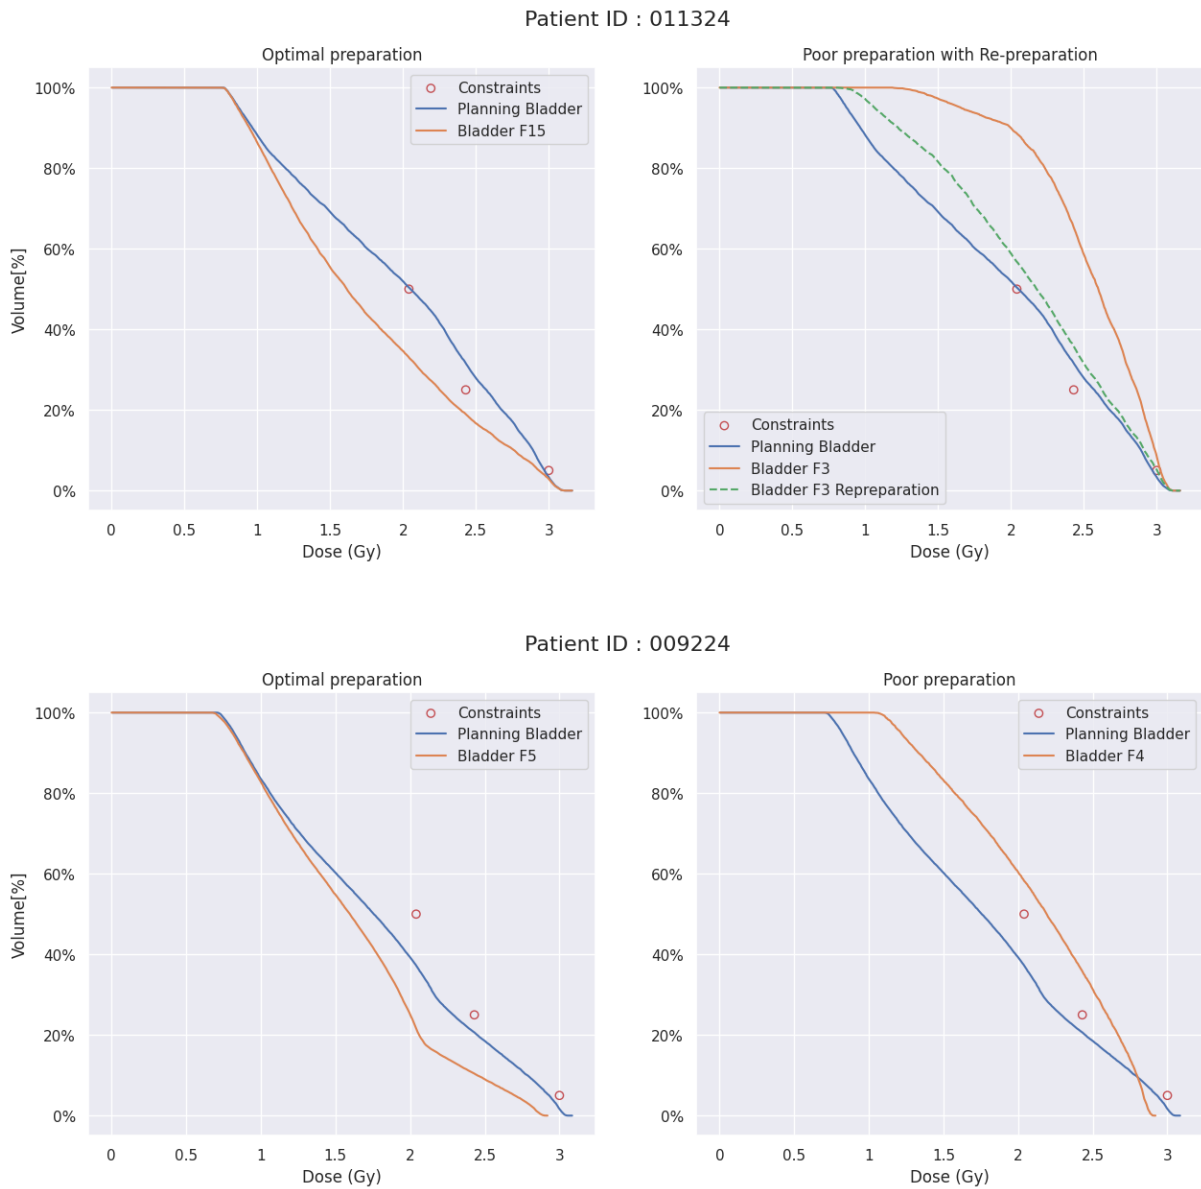 Patient ID : 011324
Optimal preparation
Constraints
Planning Bladder
Bladder F15
Volume[%]
100%
80%
60%
40%
20%
0%
0 0.5 1 1.5 2 2.5 3
Dose (Gy)
Poor preparation with Re-preparation
100%
80%
60%
40%
20%
0%
Constraints
Planning Bladder
Bladder F3
Bladder F3 Repreparation
0 0.5 1 1.5 2 2.5 3
Dose (Gy)
Patient ID : 009224
Optimal preparation
Constraints
Planning Bladder
Bladder F5
Volume[%]
100%
80%
60%
40%
20%
0%
0 0.5 1 1.5 2 2.5 3
Dose (Gy)
Poor preparation
Constraints
Planning Bladder
Bladder F4
100%
80%
60%
40%
20%
0%
0 0.5 1 1.5 2 2.5 3
Dose (Gy)